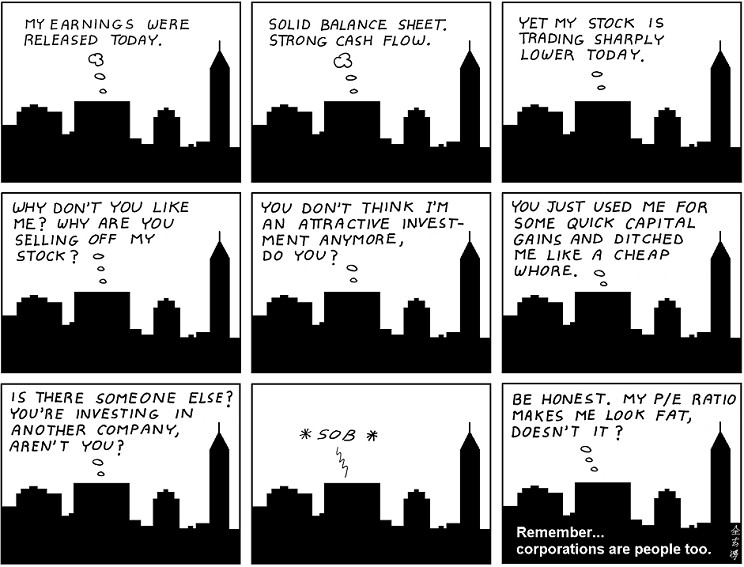 MY EARNINGS WERE
RELEASED TODAY.
SOLID BALANCE SHEET.
STRONG CASH FLOW.
YET MY STOCK IS
TRADING SHARPLY
LOWER TODAY.
WHY DON'T YOU LIKE
ME? WHY ARE YOU
SELLING OFF MY
STOCK?
YOU DON'T THINK I'M
AN ATTRACTIVE INVEST-
MENT ANYMORE,
DO YOU?
YOU JUST USED ME FOR
SOME QUICK CAPITAL
GAINS AND DITCHED
ME LIKE A CHEAP
WHORE.
IS THERE SOMEONE ELSE?
YOU'RE INVESTING IN
ANOTHER COMPANY,
AREN'T YOU?
* SOB *
BE HONEST. MY P/E RATIO
MAKES ME LOOK FAT,
DOESN'T IT?
Remember...
corporations are people too.